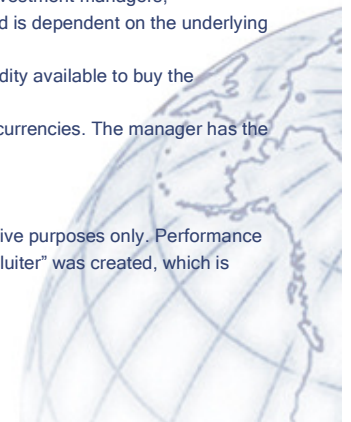 investment managers,
d is dependent on the underlying
dity available to buy the
currencies. The manager has the
ive purposes only. Performance
luiter” was created, which is